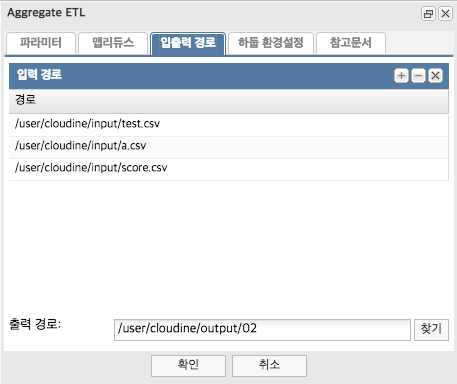 Aggregate ETL
파라미터 맵리듀스 입출력 경로 하둡 환경설정 참고문서
입력 경로
경로
/user/cloudine/input/test.csv
/user/cloudine/input/a.csv
/user/cloudine/input/score.csv
출력 경로: /user/cloudine/output/02 찾기
확인 취소